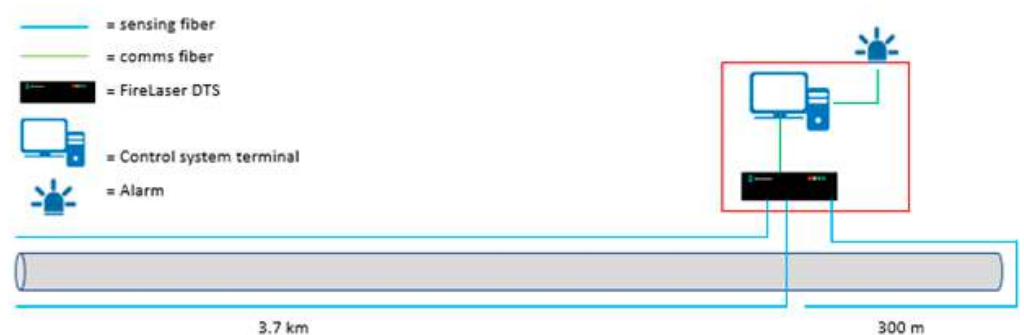 = sensing fiber
= comms fiber
= FireLaser DTS
= Control system terminal
= Alarm
3.7 km
300 m